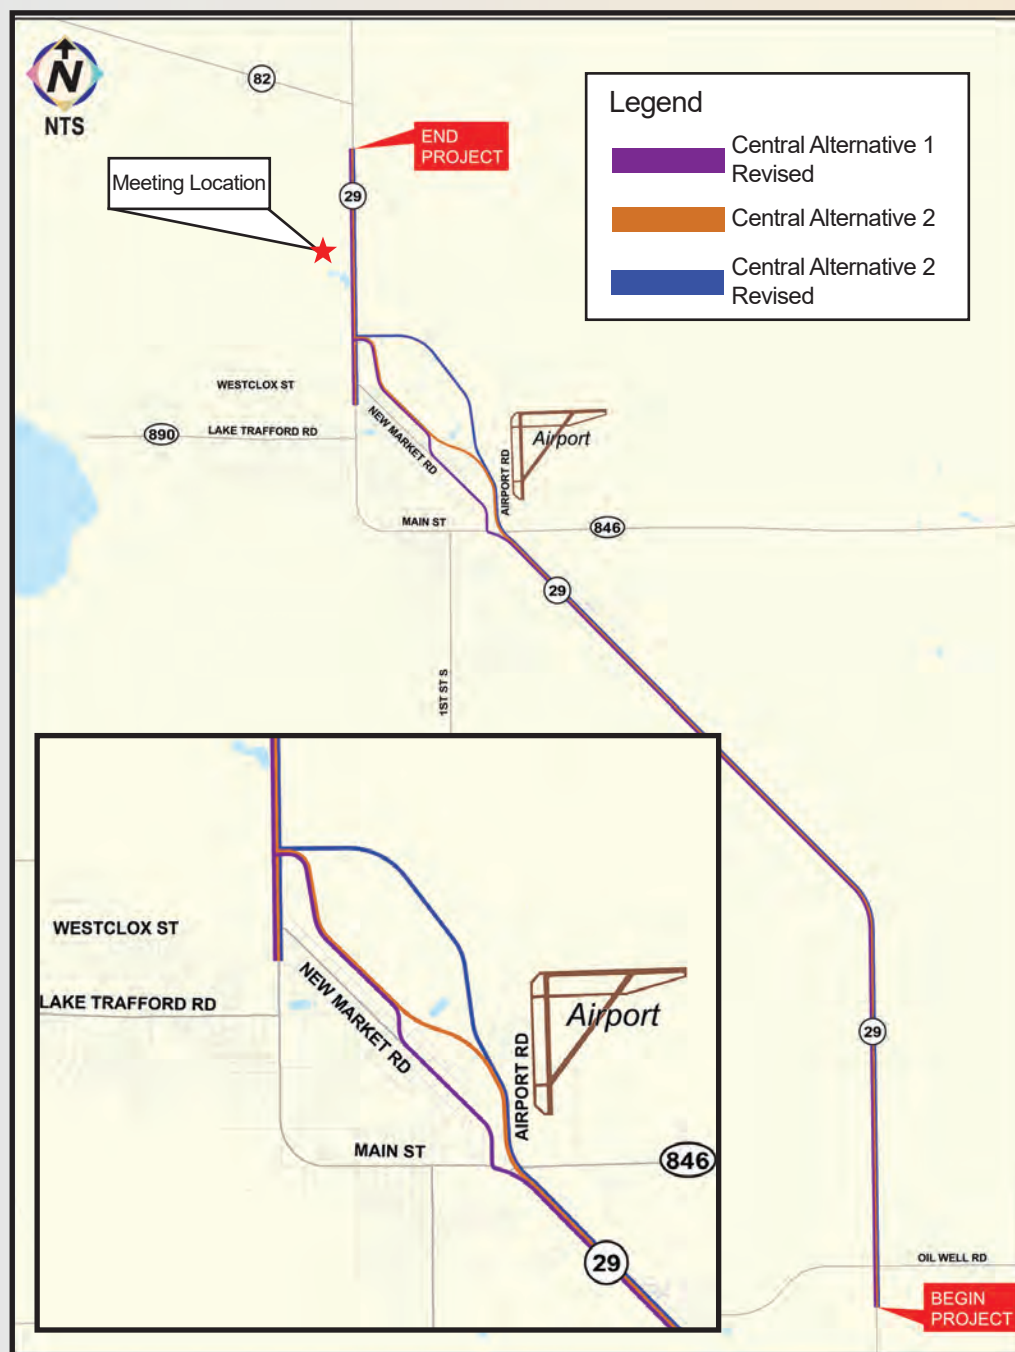 N
NTS
82
END
PROJECT
Legend
Central Alternative 1
Revised
Central Alternative 2
Central Alternative 2
Revised
Meeting Location
29
WESTCLOX ST
890
LAKE TRAFFORD RD
NEW MARKET RD
AIRPORT RD
Airport
MAIN ST
846
29
1ST ST S
WESTCLOX ST
LAKE TRAFFORD RD
NEW MARKET RD
AIRPORT RD
Airport
MAIN ST
846
29
29
OIL WELL RD
BEGIN
PROJECT